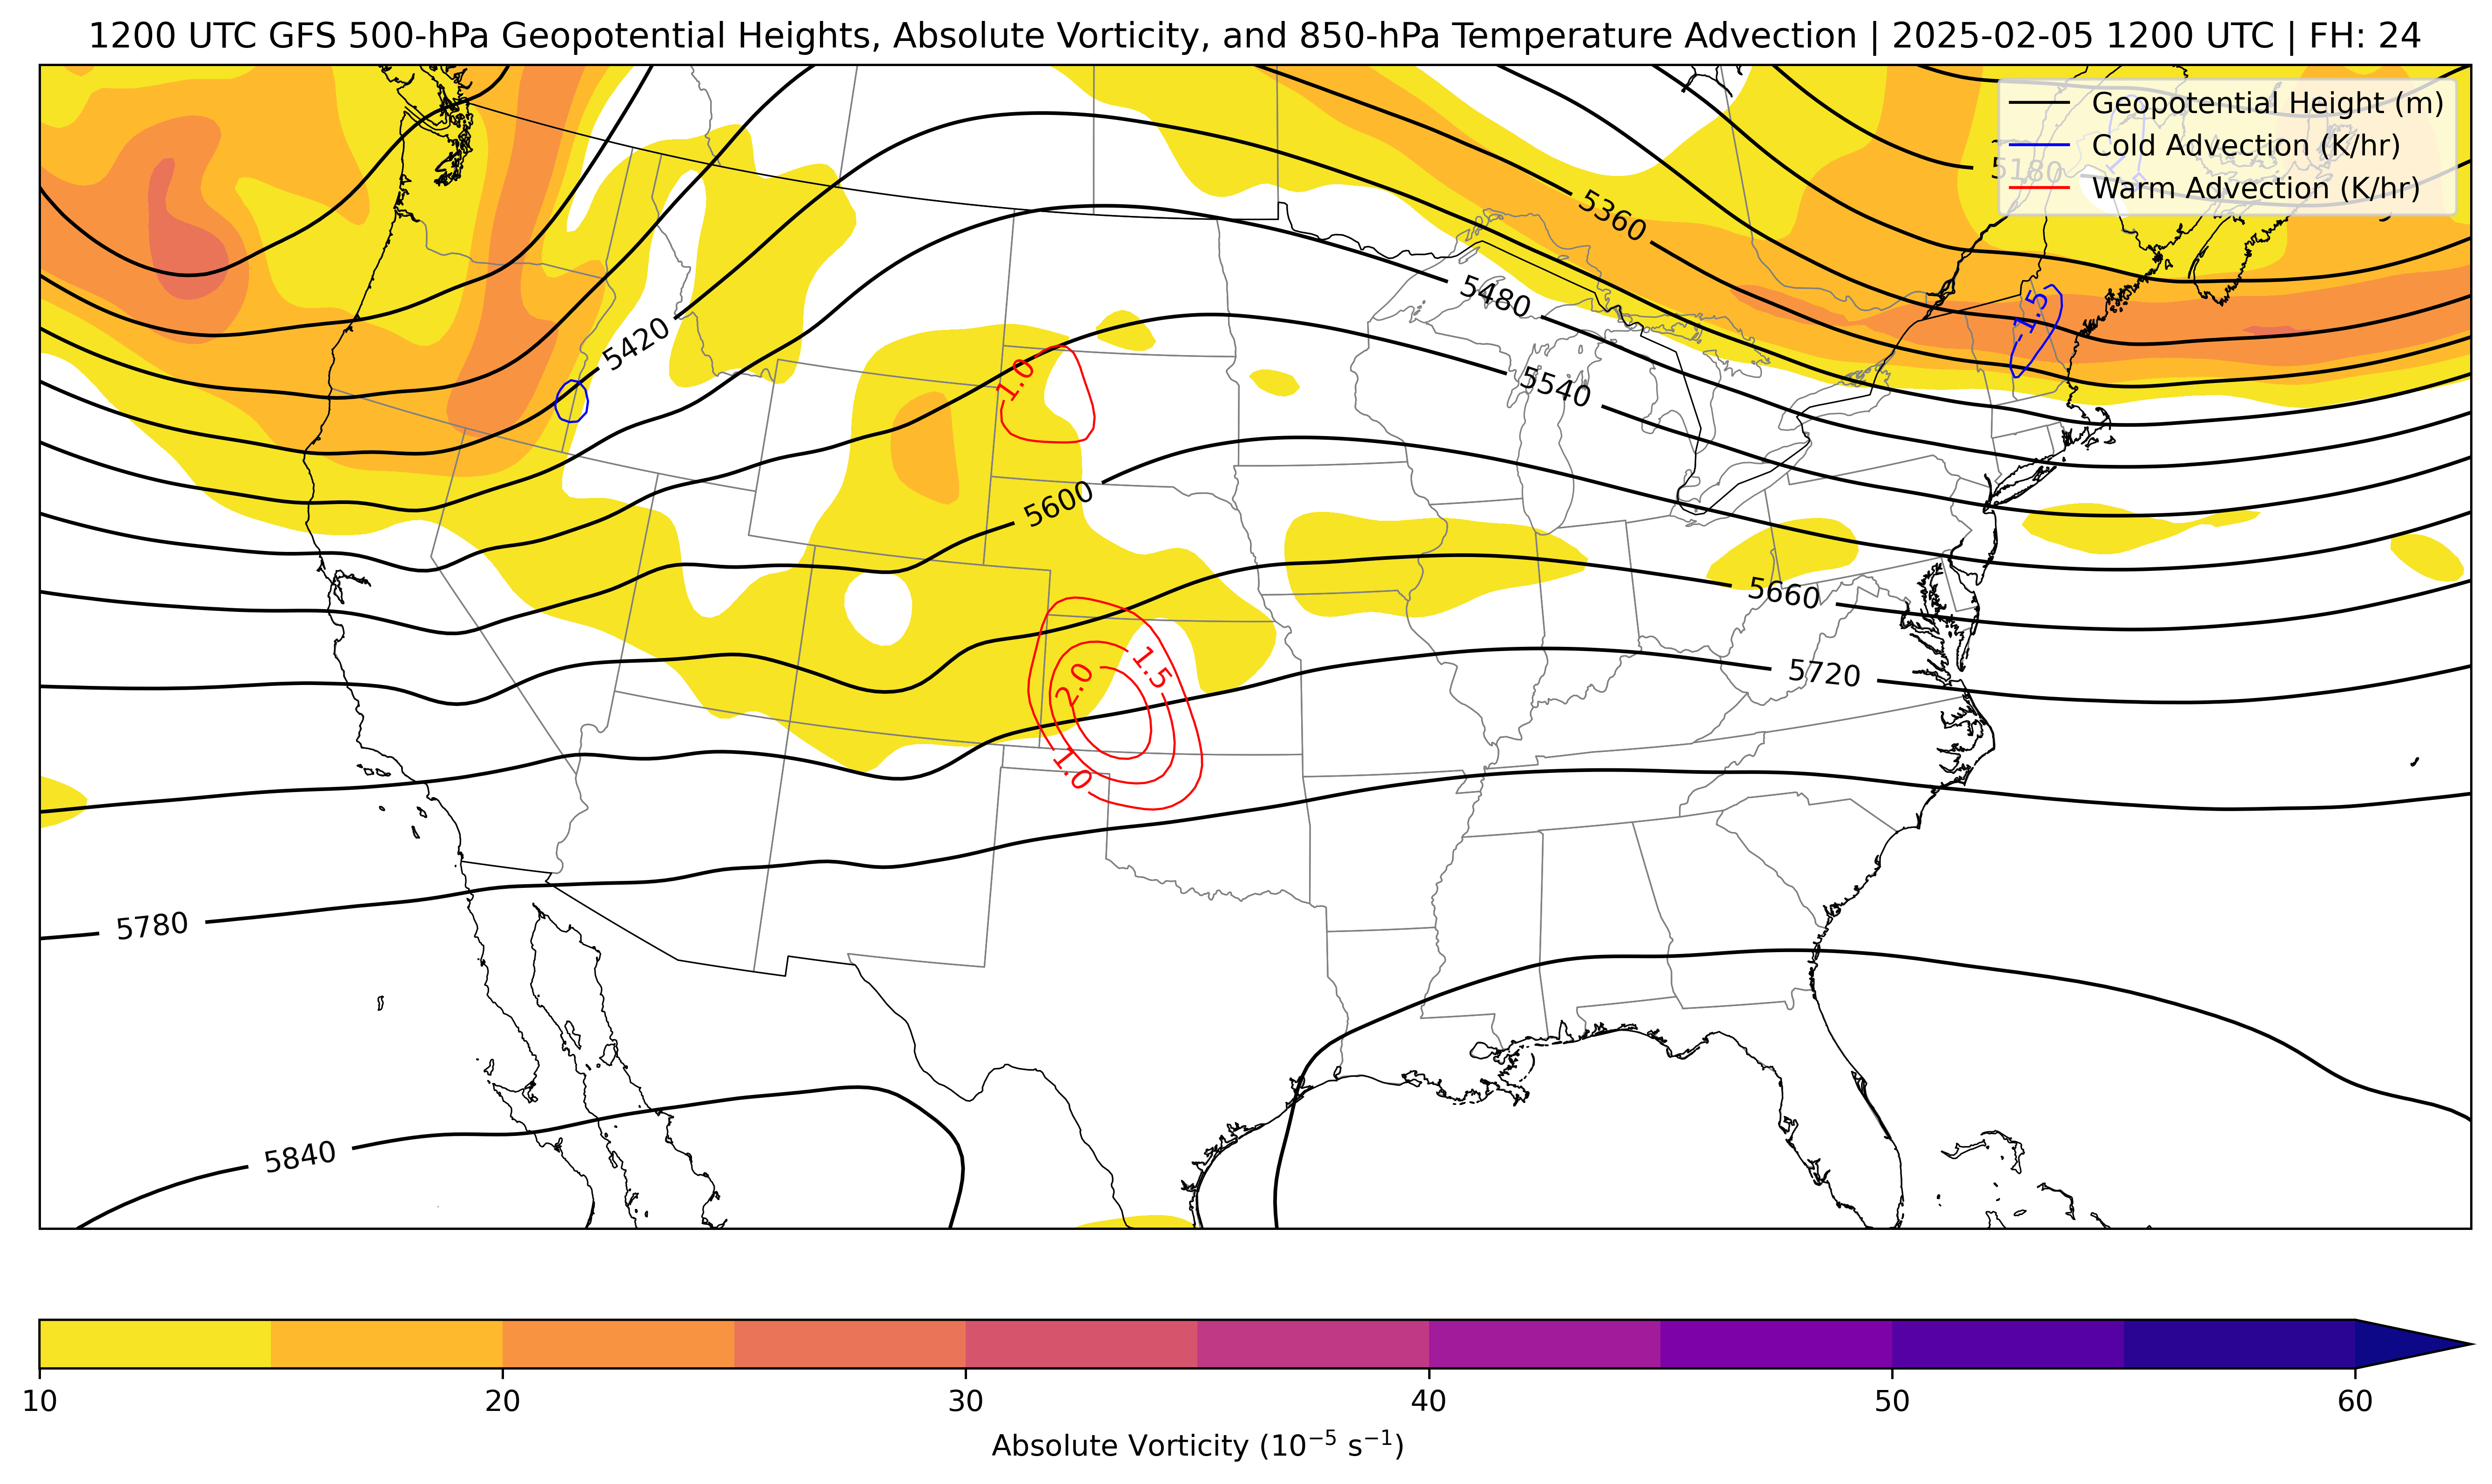 1200 UTC GFS 500-hPa Geopotential Heights, Absolute Vorticity, and 850-hPa Temperature Advection | 2025-02-05 1200 UTC | FH: 24
Geopotential Height (m)
Cold Advection (K/hr)
Warm Advection (K/hr)
5180
5360
5480
-1.5
5420
1.0
5540
5600
5660
1.5
2.0
5720
1.0
5780
5840
10 20 30 40 50 60
Absolute Vorticity (10⁻⁵ s⁻¹)